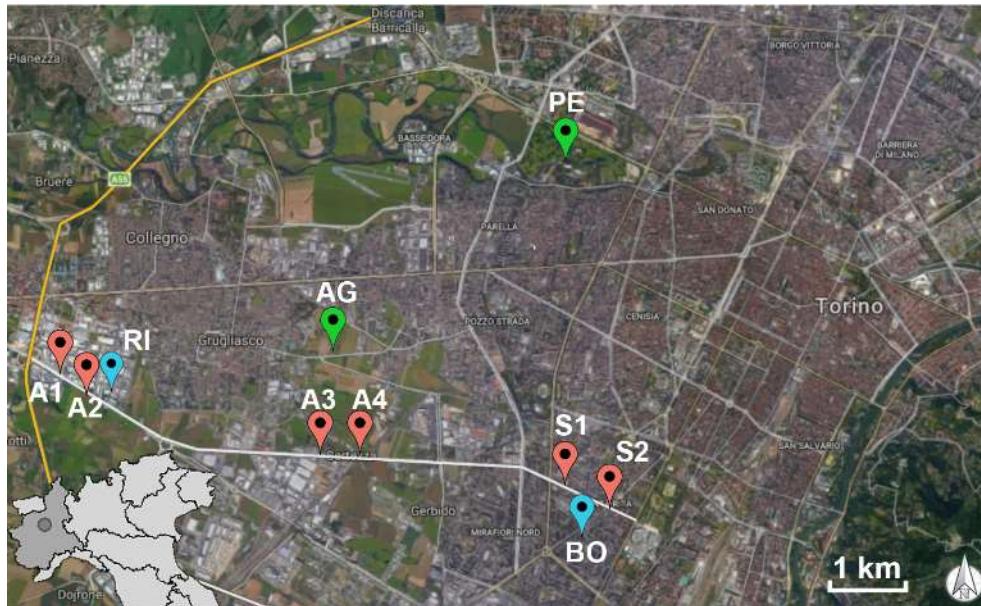 Discarica
Barricalla
Pianezza
BORGO VITTORIA
PE
BASSE DORA
BARRIERA
DI MILANO
A55
Bruere
SAN DONATO
Collegno
PARELLA
AG
Torino
RI
Grugliasco
POZZO STRADA
CENISIA
A1
A2
A3
A4
S1
SAN SALVARIO
S2
Gerbido
MIRAFIORI NORD
BO
1 km
N